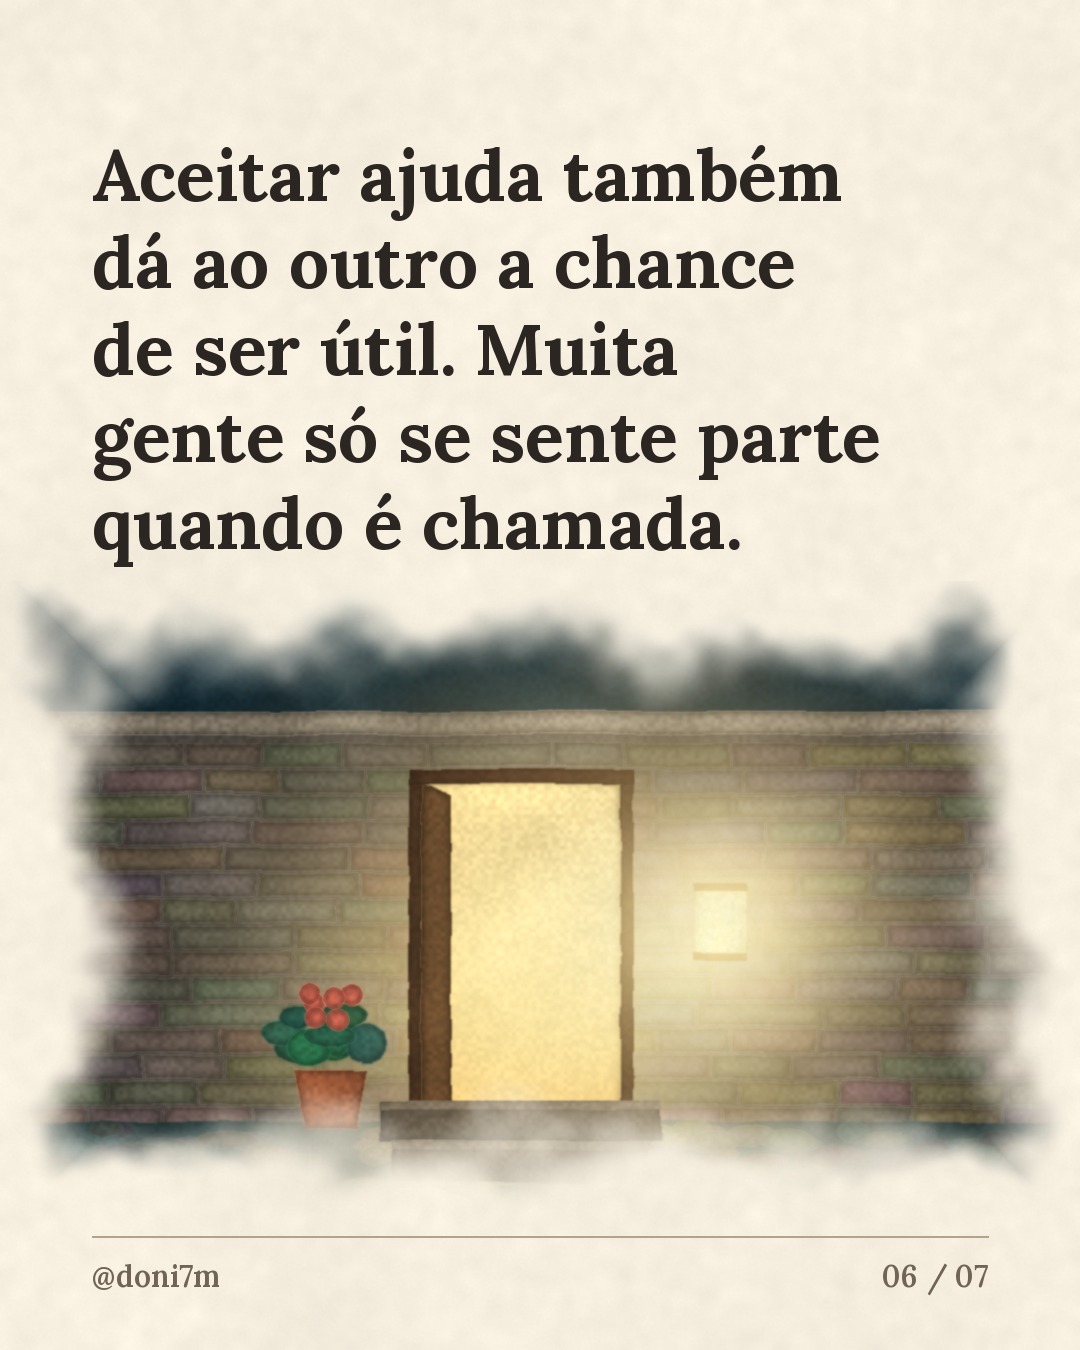 Aceitar ajuda também
dá ao outro a chance
de ser útil. Muita
gente só se sente parte
quando é chamada.
@doni7m
06 / 07